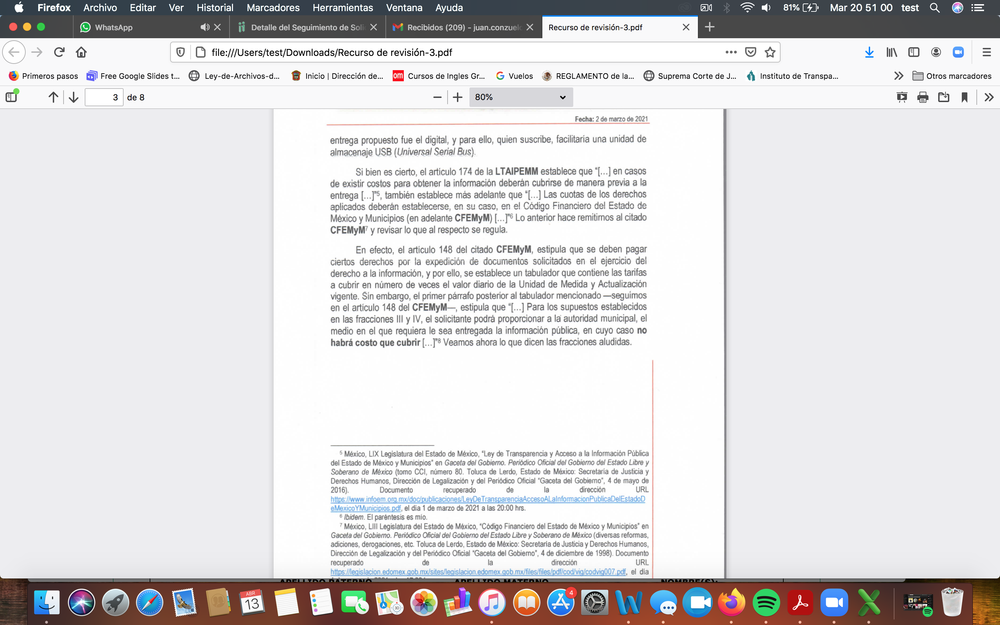 Firefox Archivo Editar Ver Historial Marcadores Herramientas Ventana Ayuda 81% Mar 20 51 00 test
WhatsApp Detalle del Seguimiento de Soli Recibidos (209) - juan.conzuelo Recurso de revisión-3.pdf
file:///Users/test/Downloads/Recurso de revisión-3.pdf
Primeros pasos Free Google Slides t... Ley-de-Archivos-d... Inicio | Dirección de... om Cursos de Ingles Gr... Vuelos REGLAMENTO de la... Suprema Corte de J... Instituto de Transpa... Otros marcadores
3 de 8 80%
Fecha: 2 de marzo de 2021
entrega propuesto fue el digital, y para ello, quien suscribe, facilitaría una unidad de
almacenaje USB (Universal Serial Bus).
Si bien es cierto, el artículo 174 de la LTAIPEMM establece que “[...] en casos
de existir costos para obtener la información deberán cubrirse de manera previa a la
entrega [...]”5, también establece más adelante que “[...] Las cuotas de los derechos
aplicados deberán establecerse, en su caso, en el Código Financiero del Estado de
México y Municipios (en adelante CFEMyM) [...]”6 Lo anterior hace remitirnos al citado
CFEMyM7 y revisar lo que al respecto se regula.
En efecto, el artículo 148 del citado CFEMyM, estipula que se deben pagar
ciertos derechos por la expedición de documentos solicitados en el ejercicio del
derecho a la información, y por ello, se establece un tabulador que contiene las tarifas
a cubrir en número de veces el valor diario de la Unidad de Medida y Actualización
vigente. Sin embargo, el primer párrafo posterior al tabulador mencionado —seguimos
en el artículo 148 del CFEMyM—, estipula que “[...] Para los supuestos establecidos
en las fracciones III y IV, el solicitante podrá proporcionar a la autoridad municipal, el
medio en el que requiera le sea entregada la información pública, en cuyo caso no
habrá costo que cubrir [...]”8 Veamos ahora lo que dicen las fracciones aludidas.
5 México, LIX Legislatura del Estado de México, “Ley de Transparencia y Acceso a la Información Pública
del Estado de México y Municipios” en Gaceta del Gobierno. Periódico Oficial del Gobierno del Estado Libre y
Soberano de México (tomo CCI, número 80. Toluca de Lerdo, Estado de México: Secretaría de Justicia y
Derechos Humanos, Dirección de Legalización y del Periódico Oficial “Gaceta del Gobierno”, 4 de mayo de
2016). Documento recuperado de la dirección URL
https://www.infoem.org.mx/doc/publicaciones/LeyDeTransparenciaAccesoALaInformacionPublicaDelEstadoD
eMexicoYMunicipios.pdf, el día 1 de marzo de 2021 a las 20:00 hrs.
6 Ibidem. El paréntesis es mío.
7 México, LIII Legislatura del Estado de México, “Código Financiero del Estado de México y Municipios” en
Gaceta del Gobierno. Periódico Oficial del Gobierno del Estado Libre y Soberano de México (diversas reformas,
adiciones, derogaciones, etc. Toluca de Lerdo, Estado de México: Secretaría de Justicia y Derechos Humanos,
Dirección de Legalización y del Periódico Oficial “Gaceta del Gobierno”, 4 de diciembre de 1998). Documento
recuperado de la dirección URL
https://legislacion.edomex.gob.mx/sites/legislacion.edomex.gob.mx/files/files/pdf/cod/vig/codvig007.pdf, el día
APELLIDO PATERNO APELLIDO MATERNO NOMBRE(S):
ABR
13
3D
4